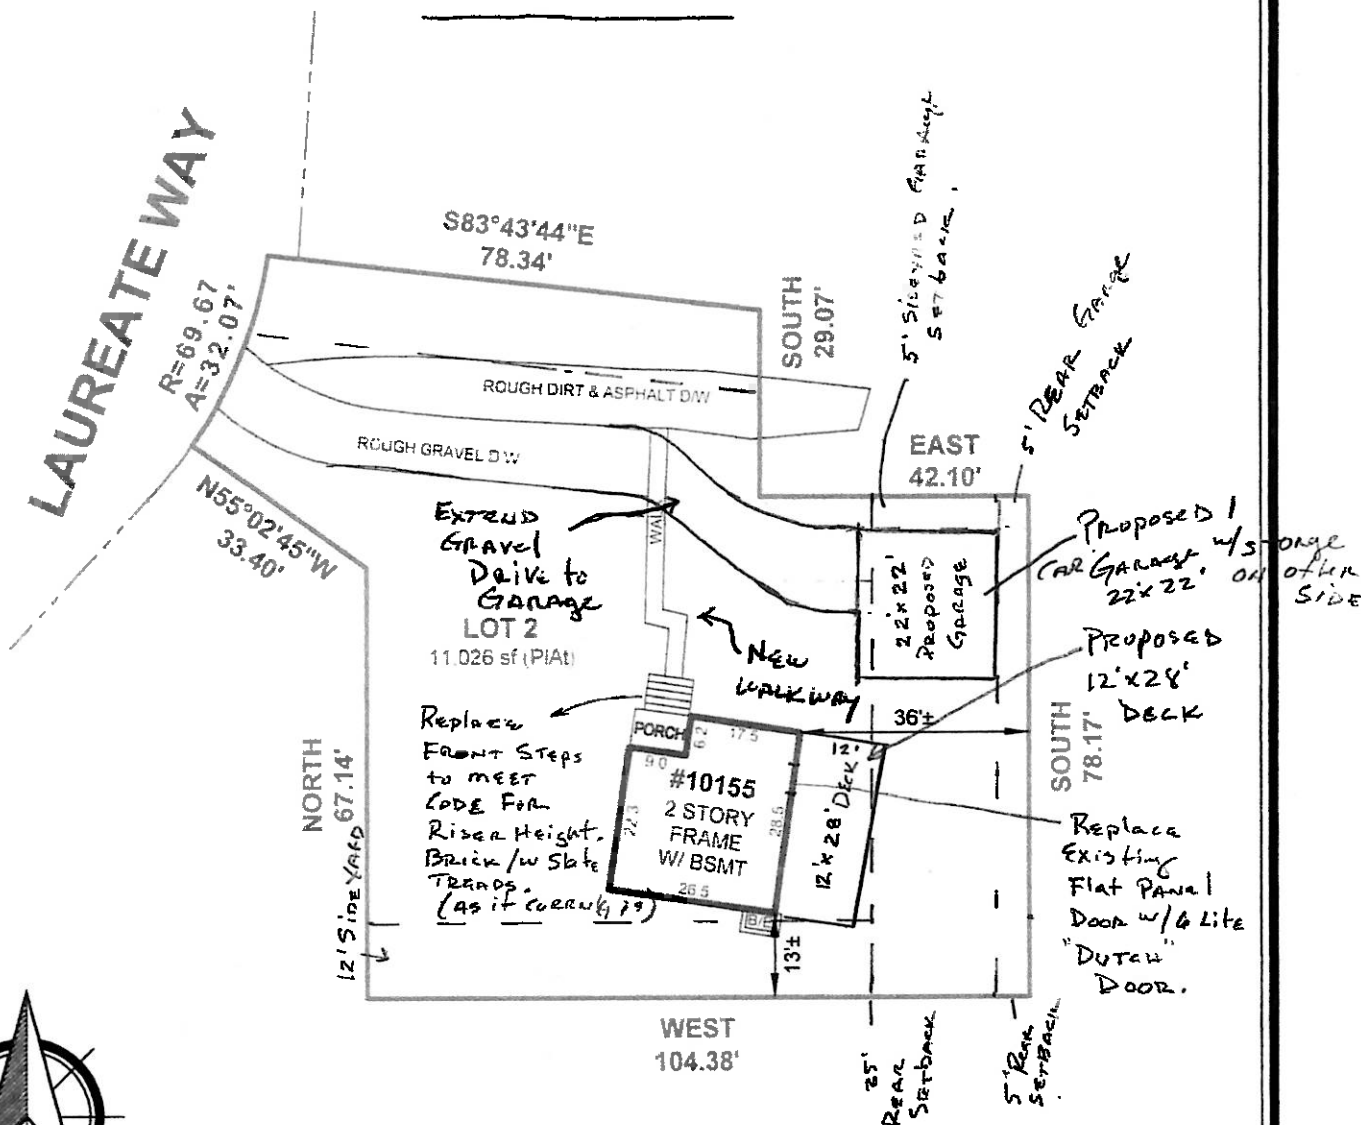 LAUREATE WAY
R=69.67
A=32.07'
S83°43'44"E
78.34'
SOUTH
29.07'
5' SIDEYARD GARAGE
SETBACK.
5' REAR GARAGE
SETBACK
ROUGH DIRT & ASPHALT D/W
ROUGH GRAVEL D/W
EAST
42.10'
N55°02'45"W
33.40'
EXTEND
GRAVEL
DRIVE to
GARAGE
WALK
22'x22'
PROPOSED
GARAGE
PROPOSED 1
CAR GARAGE w/storage
22'x22' on other
SIDE
LOT 2
11.026 sf (PlAt)
NEW
WALKWAY
PROPOSED
12'x28'
DECK
36'±
SOUTH
78.17'
Replace
FRONT STEPS
to MEET
CODE FOR
Riser Height.
BRICK/w Slate
TREADS.
(AS it CURRENTly is)
PORCH
6.2
17.5
9.0
#10155
2 STORY
FRAME
W/ BSMT
22.3
28.5
26.5
12'
12'x28' DECK
B/E
13'±
NORTH
67.14'
12' SIDE YARD
Replace
Existing
Flat PANEl
DOOR w/6 Lite
"DUTCH"
DOOR.
WEST
104.38'
25'
REAR
SETBACK
5' REAR
SETBACK.